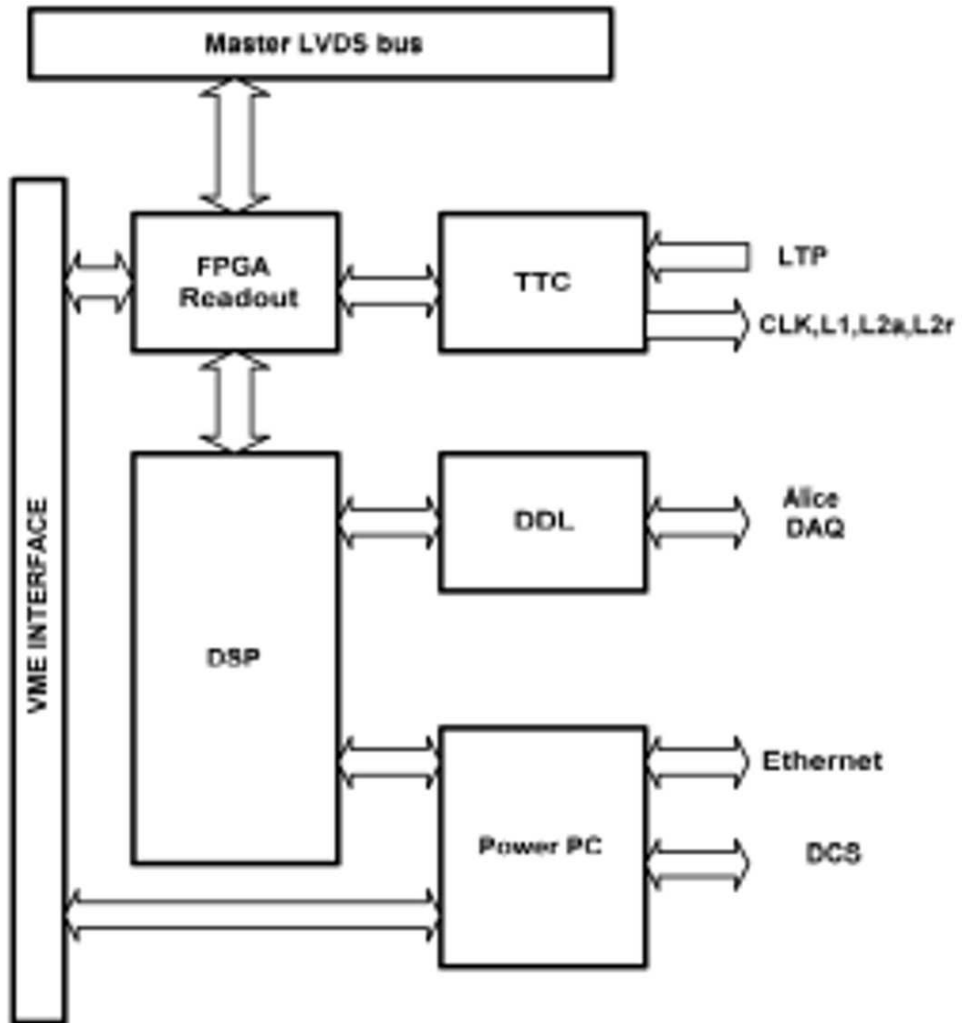 Master LVDS bus
FPGA
Readout
TTC
LTP
CLK,L1,L2a,L2r
VME INTERFACE
DSP
DDL
Alice
DAQ
Power PC
Ethernet
DCS